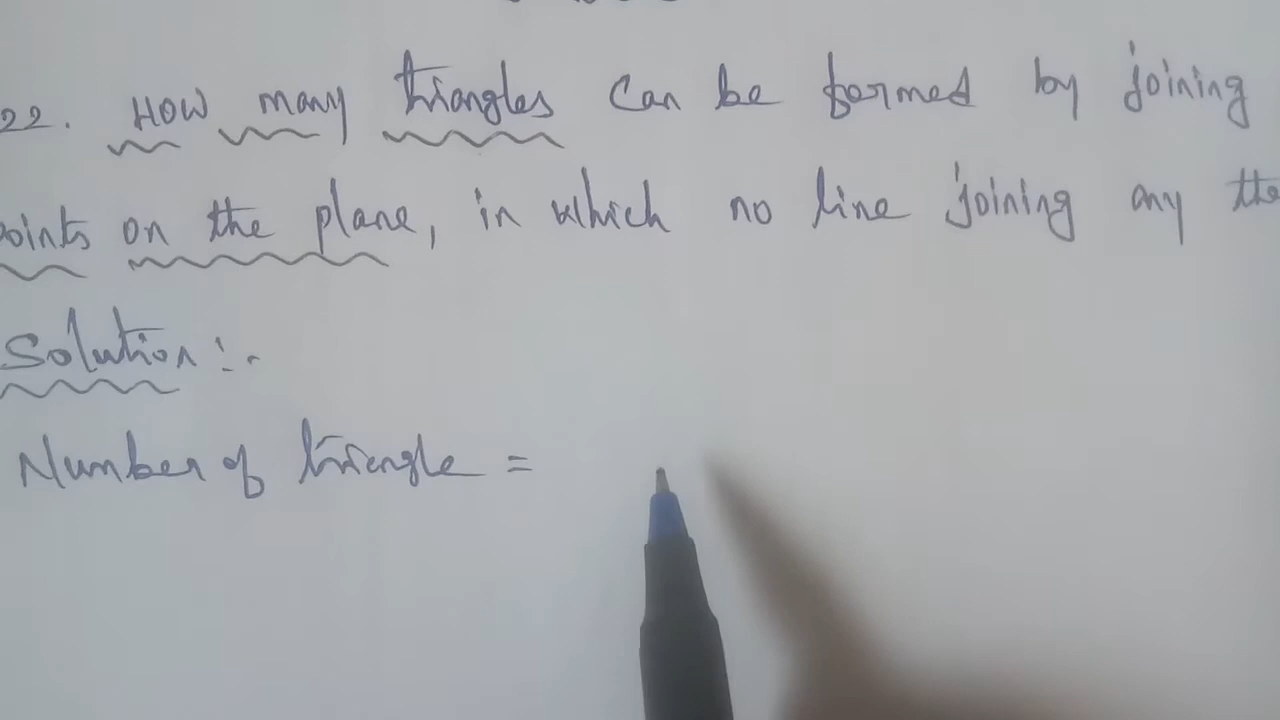 22. How many triangles can be formed by joining
oints on the plane, in which no line joining any the
Solution :-
Number of triangle =